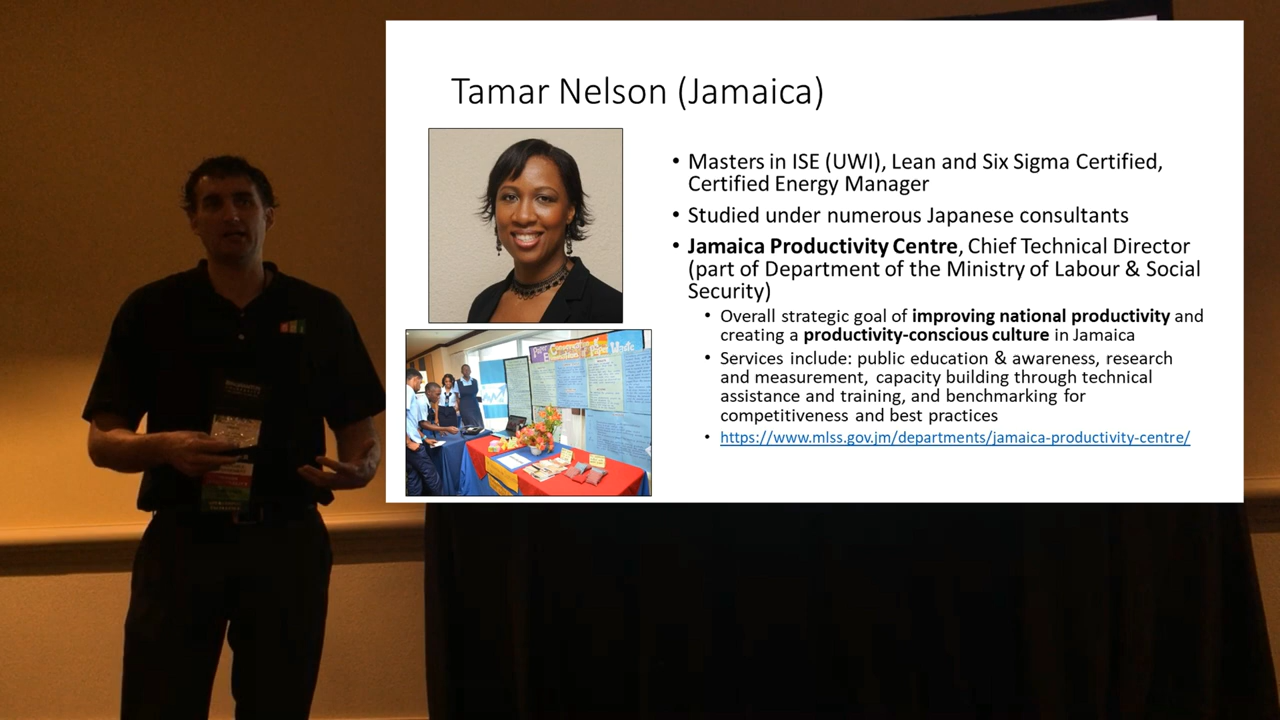 Tamar Nelson (Jamaica)
• Masters in ISE (UWI), Lean and Six Sigma Certified,
Certified Energy Manager
• Studied under numerous Japanese consultants
• Jamaica Productivity Centre, Chief Technical Director
(part of Department of the Ministry of Labour & Social
Security)
• Overall strategic goal of improving national productivity and
creating a productivity-conscious culture in Jamaica
• Services include: public education & awareness, research
and measurement, capacity building through technical
assistance and training, and benchmarking for
competitiveness and best practices
• https://www.mlss.gov.jm/departments/jamaica-productivity-centre/